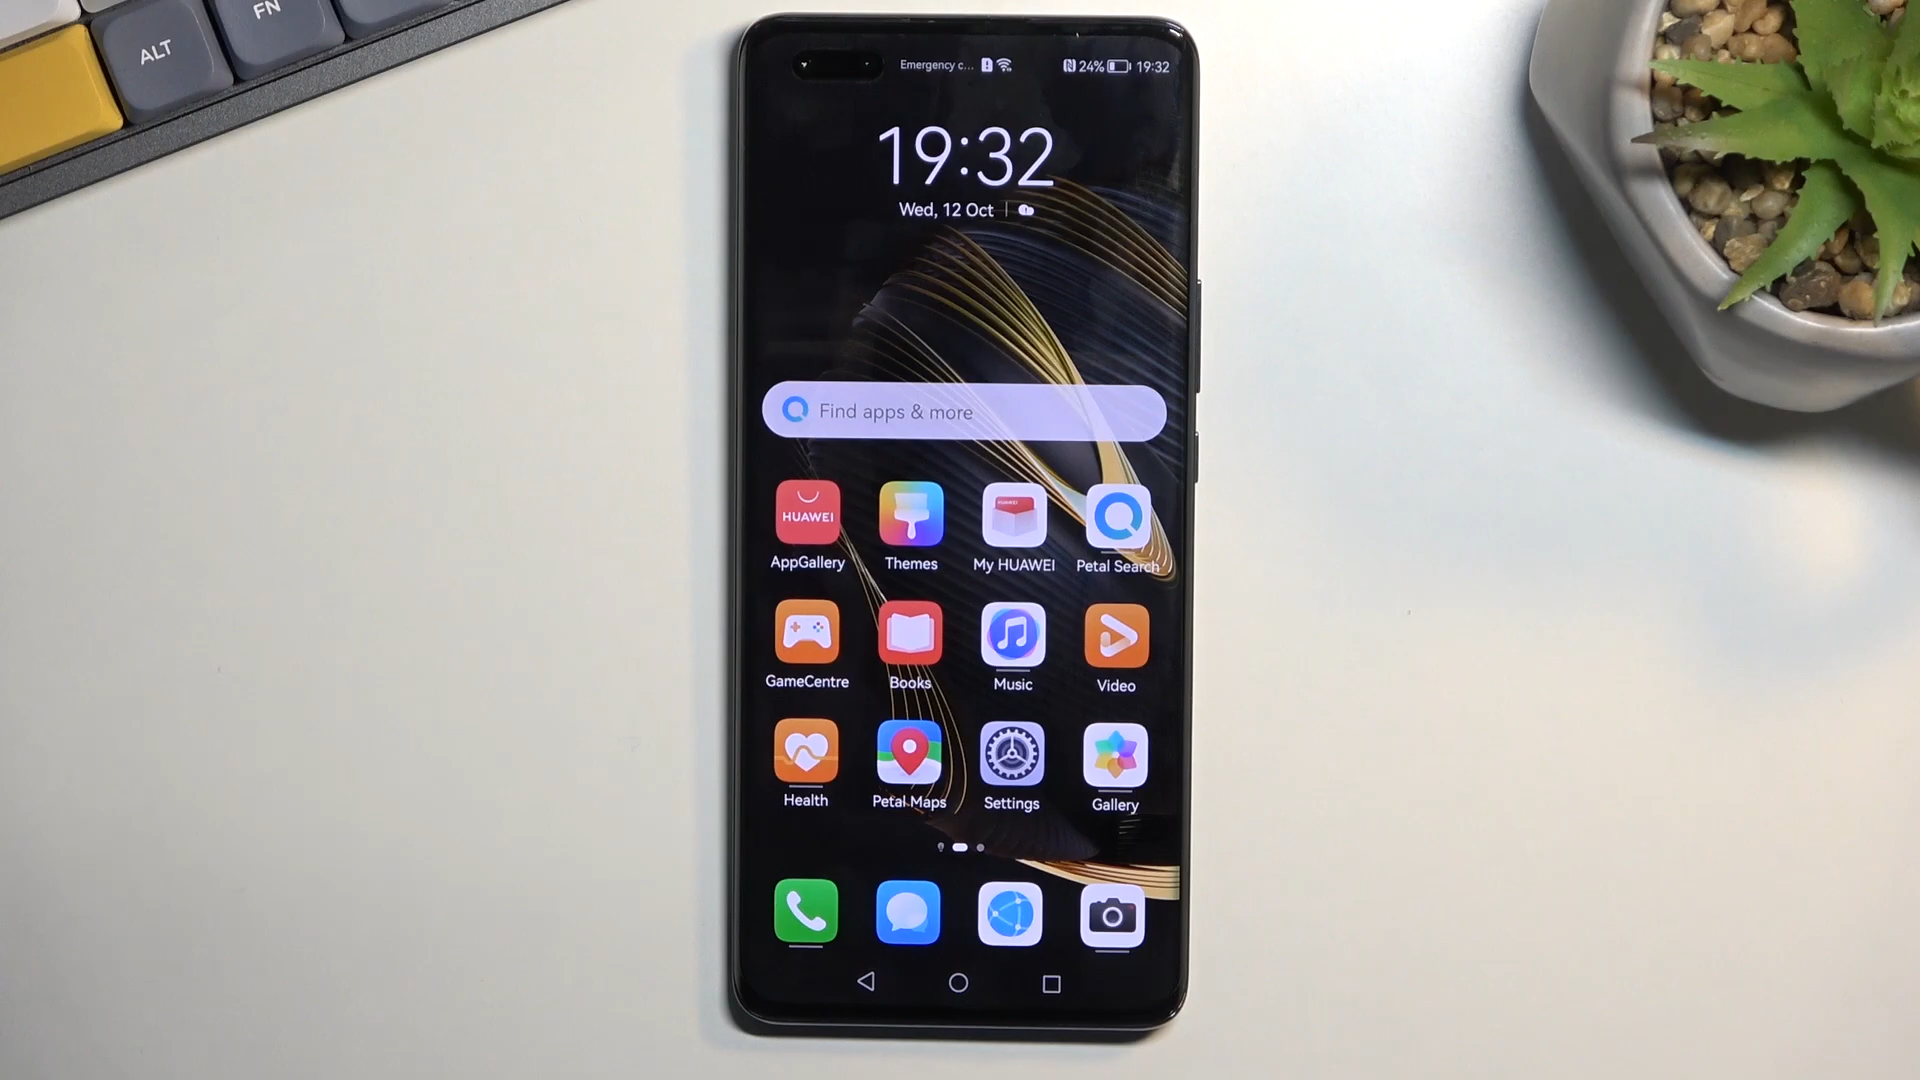 FN
ALT
Emergency c... 24% 19:32
19:32
Wed, 12 Oct
Find apps & more
HUAWEI
HUAWEI
AppGallery Themes My HUAWEI Petal Search
GameCentre Books Music Video
Health Petal Maps Settings Gallery